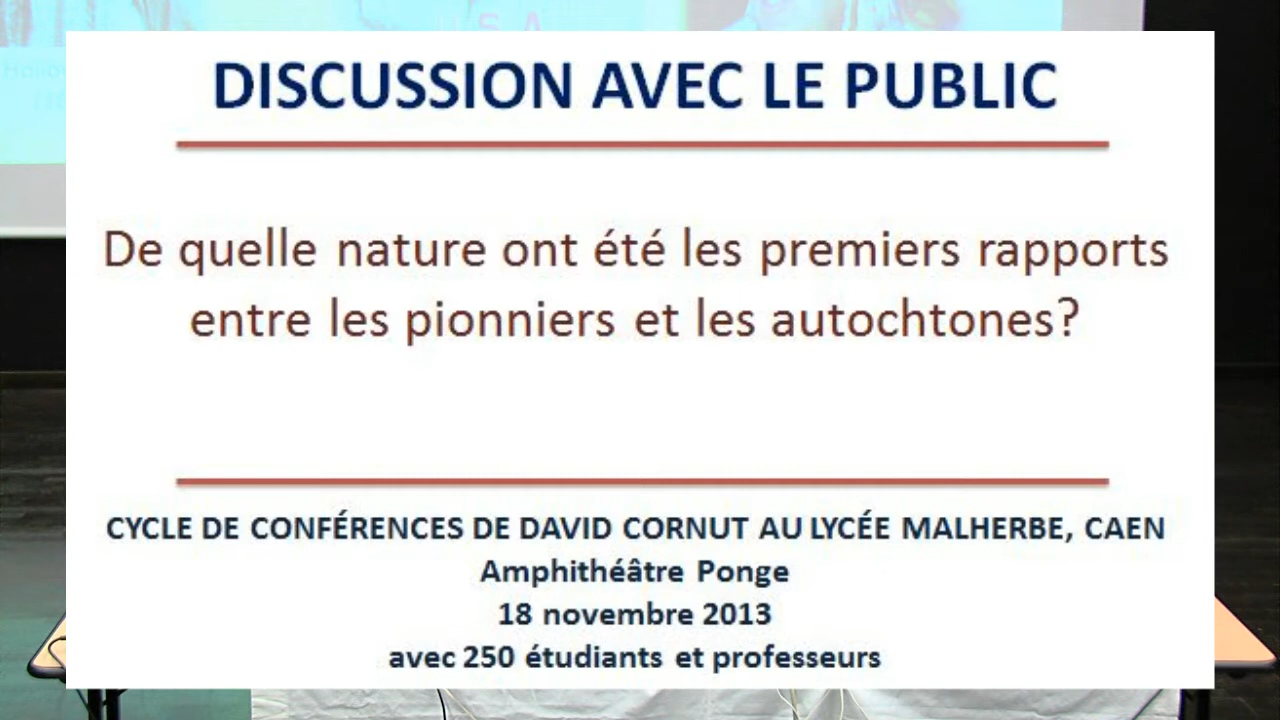 USA
DISCUSSION AVEC LE PUBLIC
De quelle nature ont été les premiers rapports
entre les pionniers et les autochtones?
CYCLE DE CONFÉRENCES DE DAVID CORNUT AU LYCÉE MALHERBE, CAEN
Amphithéâtre Ponge
18 novembre 2013
avec 250 étudiants et professeurs